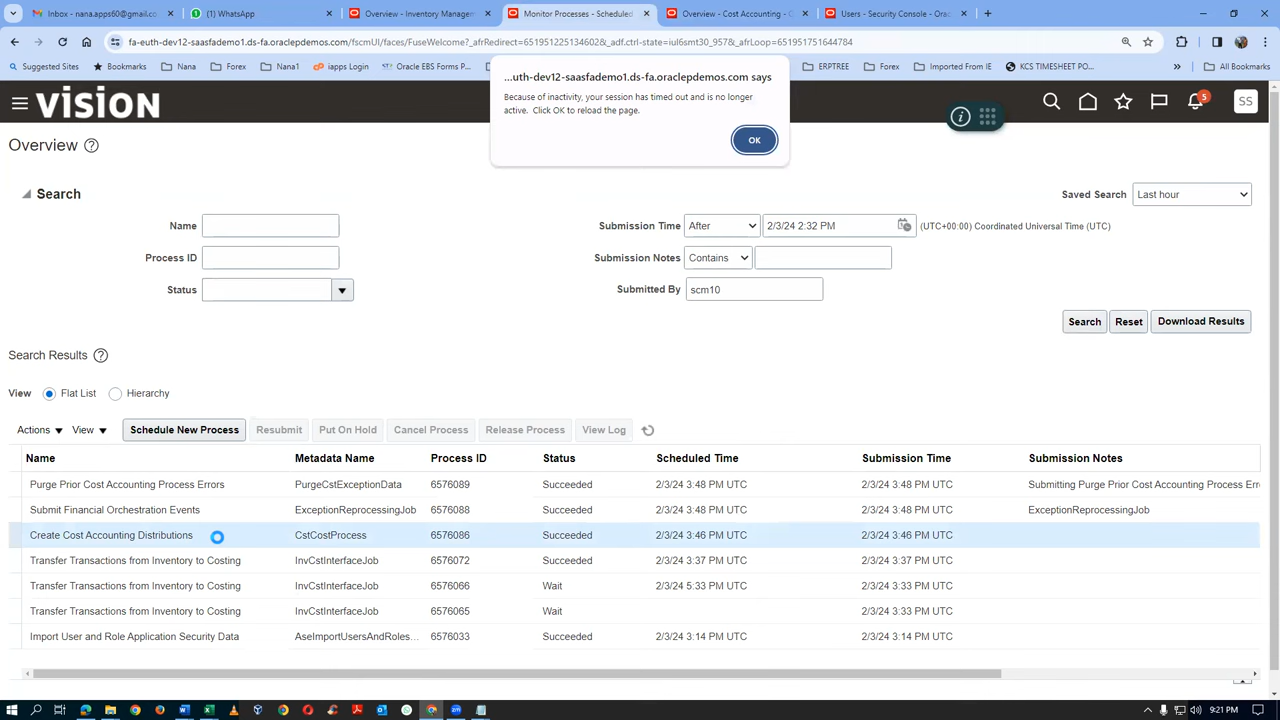 Inbox - nana.apps60@gmail.co
(1) WhatsApp
Overview - Inventory Managem
Monitor Processes - Scheduled
Overview - Cost Accounting - O
Users - Security Console - Orac
fa-euth-dev12-saasfademo1.ds-fa.oraclepdemos.com/fscmUI/faces/FuseWelcome?_afrRedirect=651951225134602&_adf.ctrl-state=iul6smt30_957&_afrLoop=651951751644784
Suggested Sites
Bookmarks
Nana
Forex
Nana1
iapps Login
Oracle EBS Forms P...
ERPTREE
Forex
Imported From IE
KCS TIMESHEET PO...
All Bookmarks
...uth-dev12-saasfademo1.ds-fa.oraclepdemos.com says
Because of inactivity, your session has timed out and is no longer
active. Click OK to reload the page.
OK
VISION
5
SS
Overview
Search
Saved Search Last hour
Name
Submission Time After 2/3/24 2:32 PM (UTC+00:00) Coordinated Universal Time (UTC)
Process ID
Submission Notes Contains
Status
Submitted By scm10
Search Reset Download Results
Search Results
View Flat List Hierarchy
Actions View Schedule New Process Resubmit Put On Hold Cancel Process Release Process View Log
Name Metadata Name Process ID Status Scheduled Time Submission Time Submission Notes
Purge Prior Cost Accounting Process Errors PurgeCstExceptionData 6576089 Succeeded 2/3/24 3:48 PM UTC 2/3/24 3:48 PM UTC Submitting Purge Prior Cost Accounting Process Err
Submit Financial Orchestration Events ExceptionReprocessingJob 6576088 Succeeded 2/3/24 3:48 PM UTC 2/3/24 3:48 PM UTC ExceptionReprocessingJob
Create Cost Accounting Distributions CstCostProcess 6576086 Succeeded 2/3/24 3:46 PM UTC 2/3/24 3:46 PM UTC
Transfer Transactions from Inventory to Costing InvCstInterfaceJob 6576072 Succeeded 2/3/24 3:37 PM UTC 2/3/24 3:37 PM UTC
Transfer Transactions from Inventory to Costing InvCstInterfaceJob 6576066 Wait 2/3/24 5:33 PM UTC 2/3/24 3:33 PM UTC
Transfer Transactions from Inventory to Costing InvCstInterfaceJob 6576065 Wait 2/3/24 3:33 PM UTC
Import User and Role Application Security Data AseImportUsersAndRoles... 6576033 Succeeded 2/3/24 3:14 PM UTC 2/3/24 3:14 PM UTC
9:21 PM